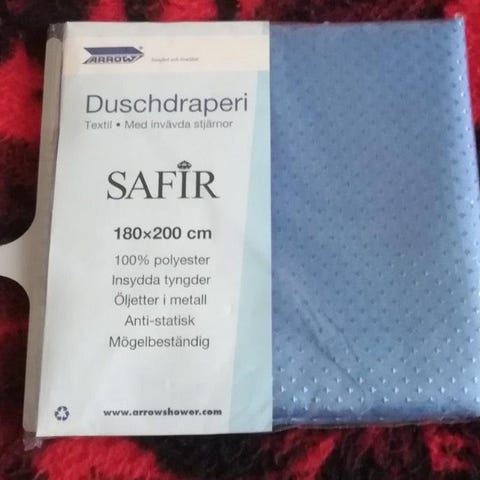 ARROW
Duschdraperi
Textil • Med invävda stjärnor
SAFIR
180×200 cm
100% polyester
Insydda tyngder
Öljetter i metall
Anti-statisk
Mögelbeständig
www.arrowshower.com